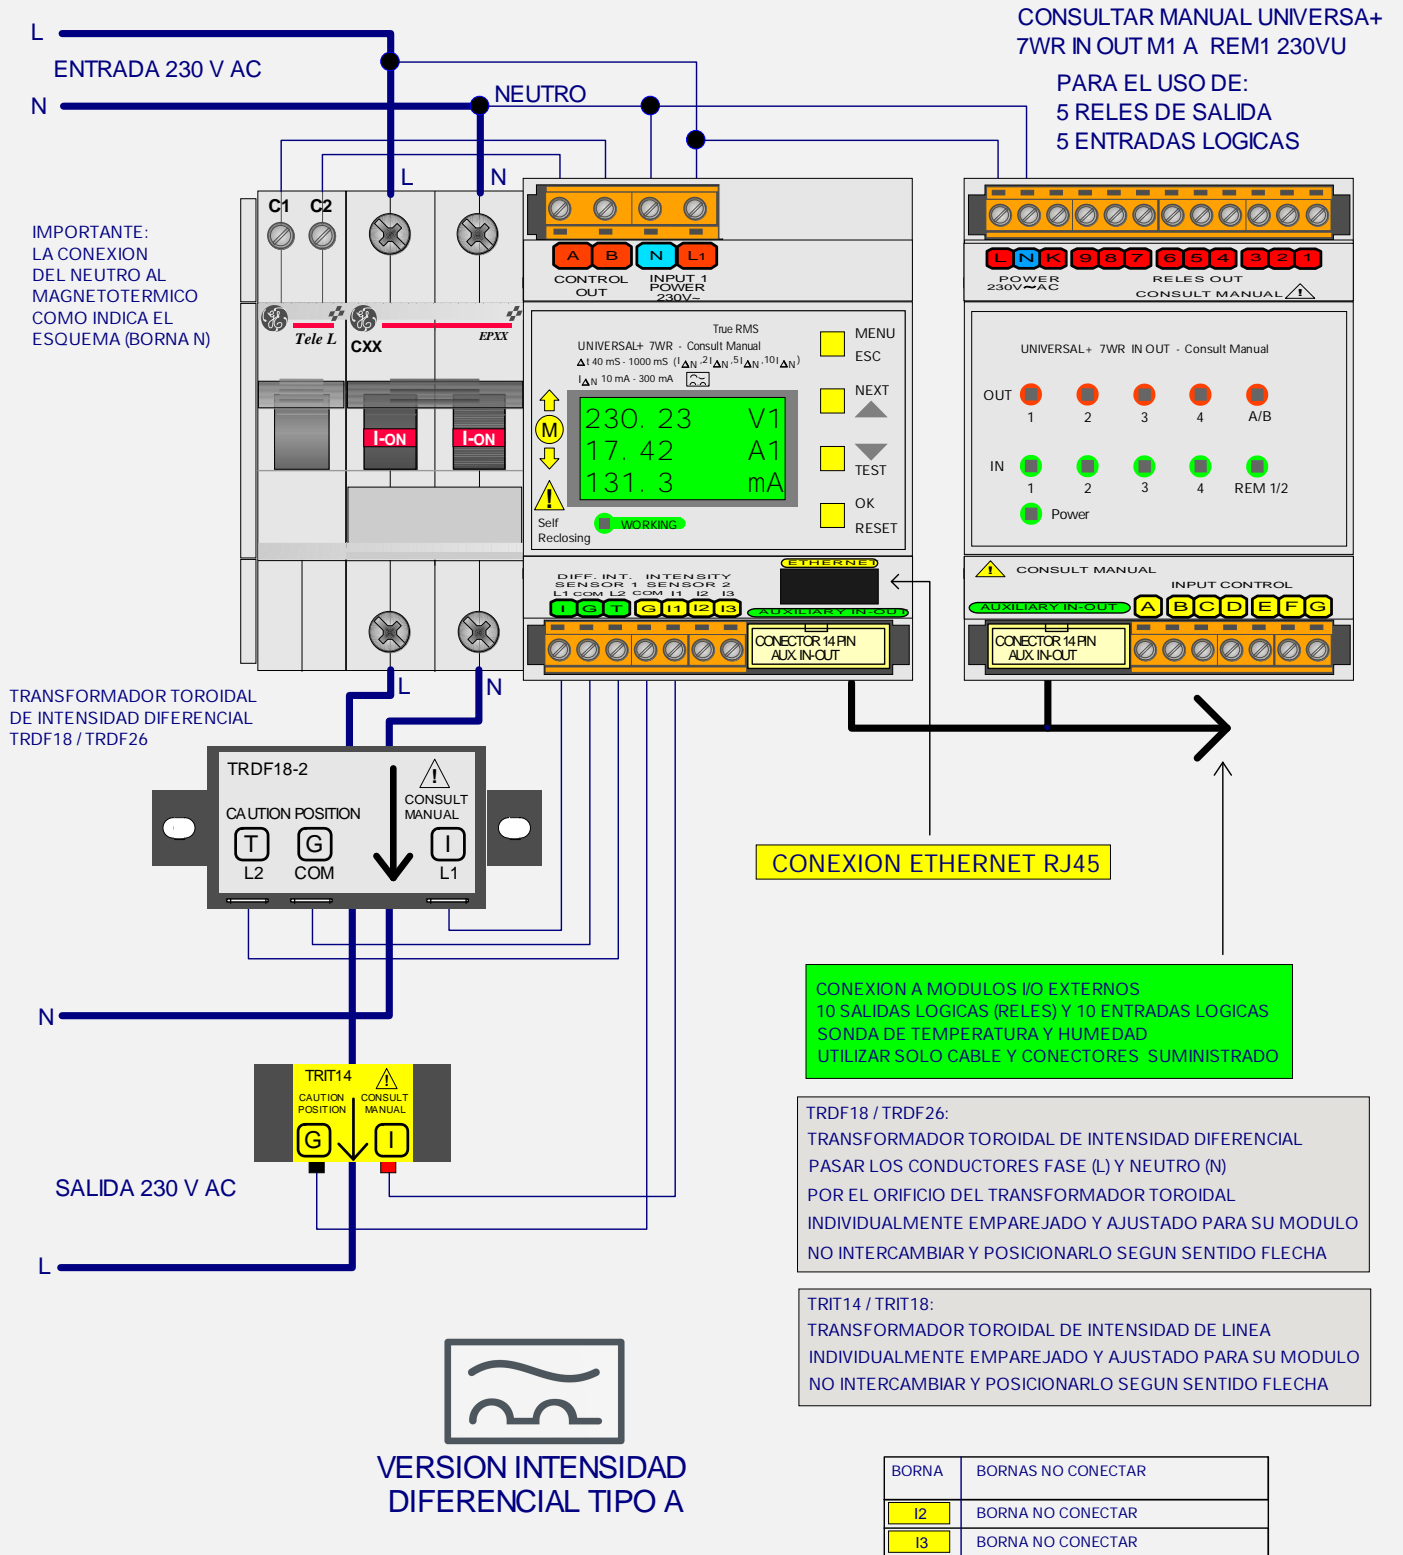 CONSULTAR MANUAL UNIVERSA+
7WR IN OUT M1 A REM1 230VU
PARA EL USO DE:
5 RELES DE SALIDA
5 ENTRADAS LOGICAS
L
ENTRADA 230 V AC
N
NEUTRO
L
N
IMPORTANTE:
LA CONEXION
DEL NEUTRO AL
MAGNETOTERMICO
COMO INDICA EL
ESQUEMA (BORNA N)
C1 C2
Tele L
CXX
EPXX
I-ON
I-ON
A B N L1
CONTROL
OUT
INPUT 1
POWER
230V~
True RMS
UNIVERSAL+ 7WR - Consult Manual
Δt 40 mS - 1000 mS (IΔN ,2IΔN ,5IΔN ,10IΔN)
IΔN 10 mA - 300 mA
230. 23 V1
17. 42 A1
131. 3 mA
M
!
Self
Reclosing
WORKING
MENU
ESC
NEXT
TEST
OK
RESET
ETHERNET
DIFF. INT.
SENSOR 1
INTENSITY
SENSOR 2
L1 COM L2 COM I1 I2 I3
I G T G I1 I2 I3
AUXILIARY IN-OUT
CONECTOR 14 PIN
AUX. IN-OUT
L N K 9 8 7 6 5 4 3 2 1
POWER
230V~AC
RELES OUT
CONSULT MANUAL !
UNIVERSAL+ 7WR IN OUT - Consult Manual
OUT
1 2 3 4 A/B
IN
1 2 3 4 REM 1/2
Power
! CONSULT MANUAL
INPUT CONTROL
AUXILIARY IN-OUT A B C D E F G
CONECTOR 14 PIN
AUX. IN-OUT
L
N
TRANSFORMADOR TOROIDAL
DE INTENSIDAD DIFERENCIAL
TRDF18 / TRDF26
TRDF18-2
!
CONSULT
MANUAL
CAUTION POSITION
T G I
L2 COM L1
CONEXION ETHERNET RJ45
N
TRIT14 !
CAUTION
POSITION
CONSULT
MANUAL
G I
SALIDA 230 V AC
L
CONEXION A MODULOS I/O EXTERNOS
10 SALIDAS LOGICAS (RELES) Y 10 ENTRADAS LOGICAS
SONDA DE TEMPERATURA Y HUMEDAD
UTILIZAR SOLO CABLE Y CONECTORES SUMINISTRADO
TRDF18 / TRDF26:
TRANSFORMADOR TOROIDAL DE INTENSIDAD DIFERENCIAL
PASAR LOS CONDUCTORES FASE (L) Y NEUTRO (N)
POR EL ORIFICIO DEL TRANSFORMADOR TOROIDAL
INDIVIDUALMENTE EMPAREJADO Y AJUSTADO PARA SU MODULO
NO INTERCAMBIAR Y POSICIONARLO SEGUN SENTIDO FLECHA
TRIT14 / TRIT18:
TRANSFORMADOR TOROIDAL DE INTENSIDAD DE LINEA
INDIVIDUALMENTE EMPAREJADO Y AJUSTADO PARA SU MODULO
NO INTERCAMBIAR Y POSICIONARLO SEGUN SENTIDO FLECHA
VERSION INTENSIDAD
DIFERENCIAL TIPO A
BORNA BORNAS NO CONECTAR
I2 BORNA NO CONECTAR
I3 BORNA NO CONECTAR